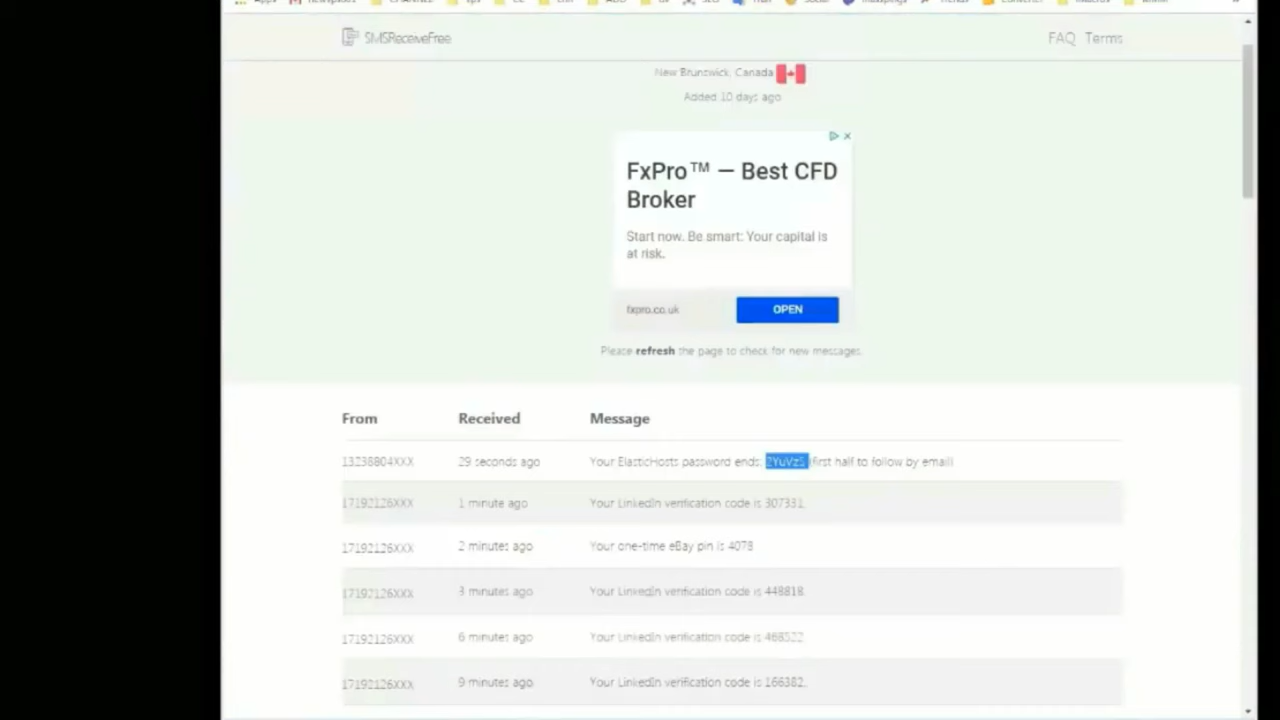 SMSReceiveFree
FAQ Terms
New Brunswick, Canada
Added 10 days ago
FxPro™ — Best CFD
Broker
Start now. Be smart: Your capital is
at risk.
fxpro.co.uk
OPEN
Please refresh the page to check for new messages.
From Received Message
13238804XXX 29 seconds ago Your ElasticHosts password ends: (first half to follow by email)
17192126XXX 1 minute ago Your LinkedIn verification code is 307331.
17192126XXX 2 minutes ago Your one-time eBay pin is 4078
17192126XXX 3 minutes ago Your LinkedIn verification code is 448818.
17192126XXX 6 minutes ago Your LinkedIn verification code is 468522.
17192126XXX 9 minutes ago Your LinkedIn verification code is 166382.